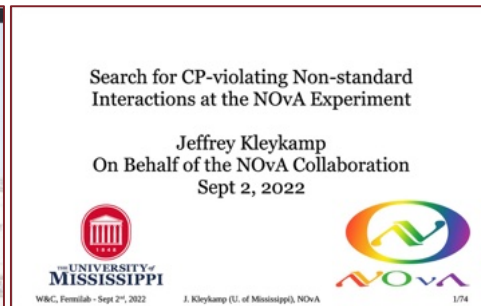 Search for CP-violating Non-standard
Interactions at the NOvA Experiment
Jeffrey Kleykamp
On Behalf of the NOvA Collaboration
Sept 2, 2022
1848
THE UNIVERSITY of
MISSISSIPPI
NOvA
W&C, Fermilab - Sept 2nd, 2022
J. Kleykamp (U. of Mississippi), NOvA
1/74